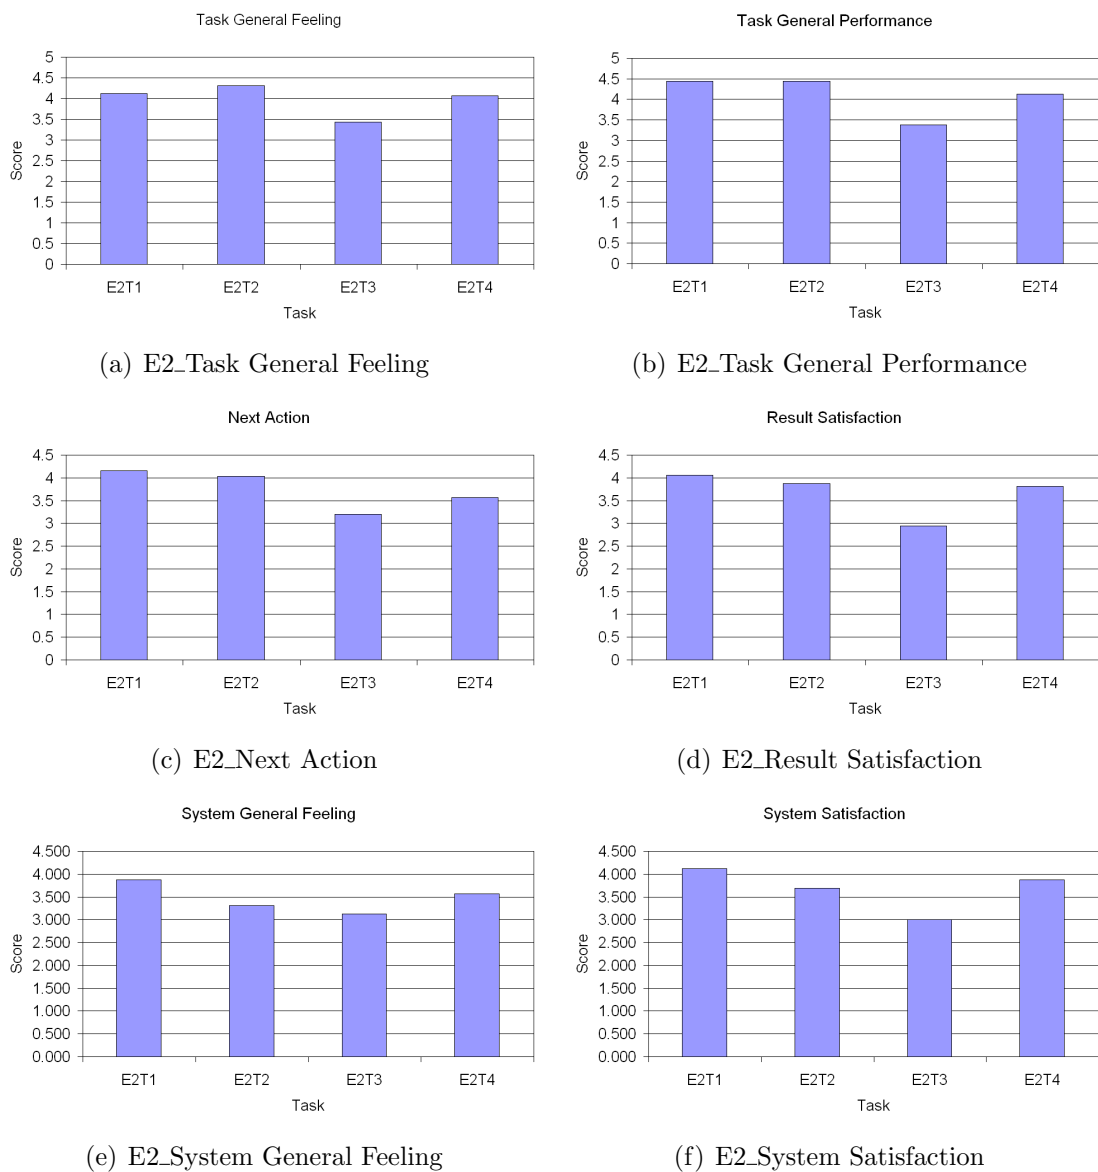 Task General Feeling
5
4.5
4
3.5
3
2.5
2
1.5
1
0.5
0
Score
E2T1 E2T2 E2T3 E2T4
Task
(a) E2_Task General Feeling
Task General Performance
5
4.5
4
3.5
3
2.5
2
1.5
1
0.5
0
Score
E2T1 E2T2 E2T3 E2T4
Task
(b) E2_Task General Performance
Next Action
4.5
4
3.5
3
2.5
2
1.5
1
0.5
0
Score
E2T1 E2T2 E2T3 E2T4
Task
(c) E2_Next Action
Result Satisfaction
4.5
4
3.5
3
2.5
2
1.5
1
0.5
0
Score
E2T1 E2T2 E2T3 E2T4
Task
(d) E2_Result Satisfaction
System General Feeling
4.500
4.000
3.500
3.000
2.500
2.000
1.500
1.000
0.500
0.000
Score
E2T1 E2T2 E2T3 E2T4
Task
(e) E2_System General Feeling
System Satisfaction
4.500
4.000
3.500
3.000
2.500
2.000
1.500
1.000
0.500
0.000
Score
E2T1 E2T2 E2T3 E2T4
Task
(f) E2_System Satisfaction